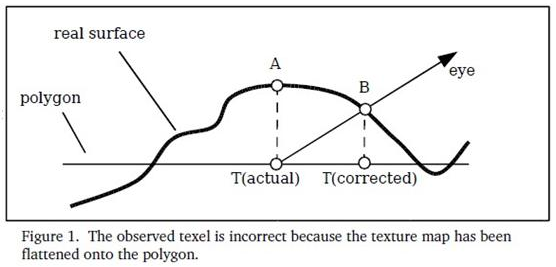 real surface
A
B
eye
polygon
T(actual)
T(corrected)
Figure 1.  The observed texel is incorrect because the texture map has been
flattened onto the polygon.